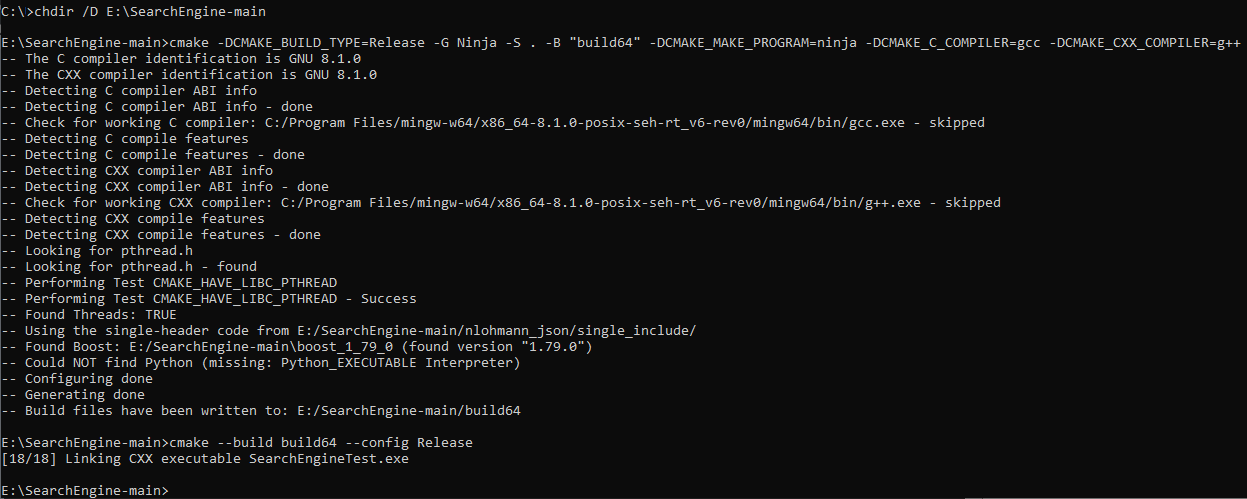 C:\>chdir /D E:\SearchEngine-main
E:\SearchEngine-main>cmake -DCMAKE_BUILD_TYPE=Release -G Ninja -S . -B "build64" -DCMAKE_MAKE_PROGRAM=ninja -DCMAKE_C_COMPILER=gcc -DCMAKE_CXX_COMPILER=g++
-- The C compiler identification is GNU 8.1.0
-- The CXX compiler identification is GNU 8.1.0
-- Detecting C compiler ABI info
-- Detecting C compiler ABI info - done
-- Check for working C compiler: C:/Program Files/mingw-w64/x86_64-8.1.0-posix-seh-rt_v6-rev0/mingw64/bin/gcc.exe - skipped
-- Detecting C compile features
-- Detecting C compile features - done
-- Detecting CXX compiler ABI info
-- Detecting CXX compiler ABI info - done
-- Check for working CXX compiler: C:/Program Files/mingw-w64/x86_64-8.1.0-posix-seh-rt_v6-rev0/mingw64/bin/g++.exe - skipped
-- Detecting CXX compile features
-- Detecting CXX compile features - done
-- Looking for pthread.h
-- Looking for pthread.h - found
-- Performing Test CMAKE_HAVE_LIBC_PTHREAD
-- Performing Test CMAKE_HAVE_LIBC_PTHREAD - Success
-- Found Threads: TRUE
-- Using the single-header code from E:/SearchEngine-main/nlohmann_json/single_include/
-- Found Boost: E:/SearchEngine-main\boost_1_79_0 (found version "1.79.0")
-- Could NOT find Python (missing: Python_EXECUTABLE Interpreter)
-- Configuring done
-- Generating done
-- Build files have been written to: E:/SearchEngine-main/build64
E:\SearchEngine-main>cmake --build build64 --config Release
[18/18] Linking CXX executable SearchEngineTest.exe
E:\SearchEngine-main>